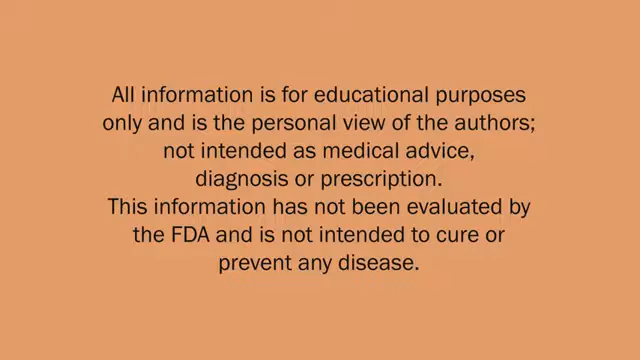 All information is for educational purposes
only and is the personal view of the authors;
not intended as medical advice,
diagnosis or prescription.
This information has not been evaluated by
the FDA and is not intended to cure or
prevent any disease.